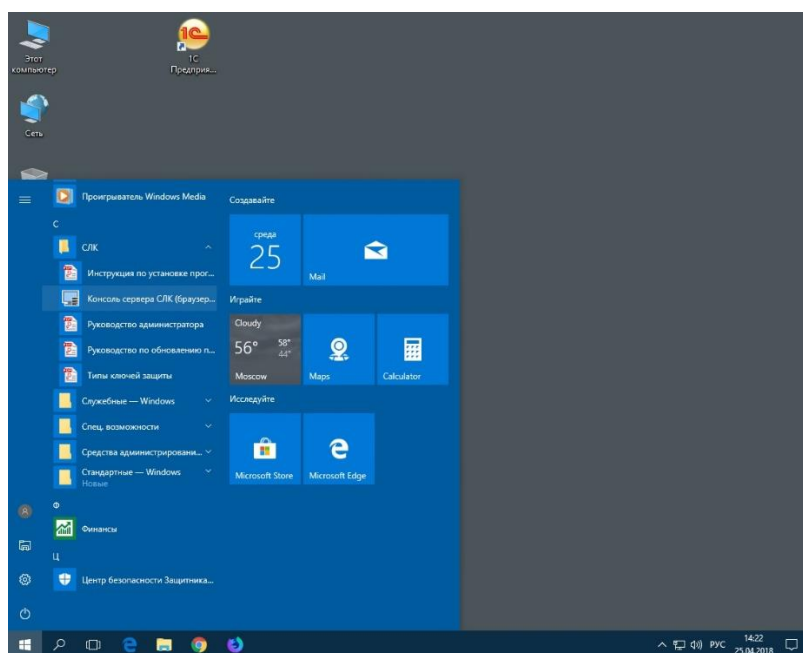 Этот
компьютер
1С
Предприя...
Сеть
Проигрыватель Windows Media
С
СЛК
Инструкция по установке прог...
Консоль сервера СЛК (браузер...
Руководство администратора
Руководство по обновлению п...
Типы ключей защиты
Служебные — Windows
Спец. возможности
Средства администрировани...
Стандартные — Windows
Новые
Ф
Финансы
Ц
Центр безопасности Защитника...
Создавайте
среда
25
Mail
Играйте
Cloudy
56° 58°
44°
Moscow
Maps
Calculator
Исследуйте
Microsoft Store
Microsoft Edge
РУС
14:22
25.04.2018